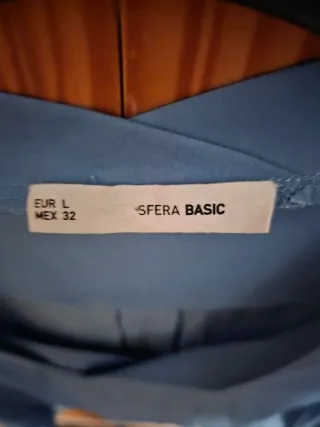 EUR L
MEX 32
SFERA BASIC